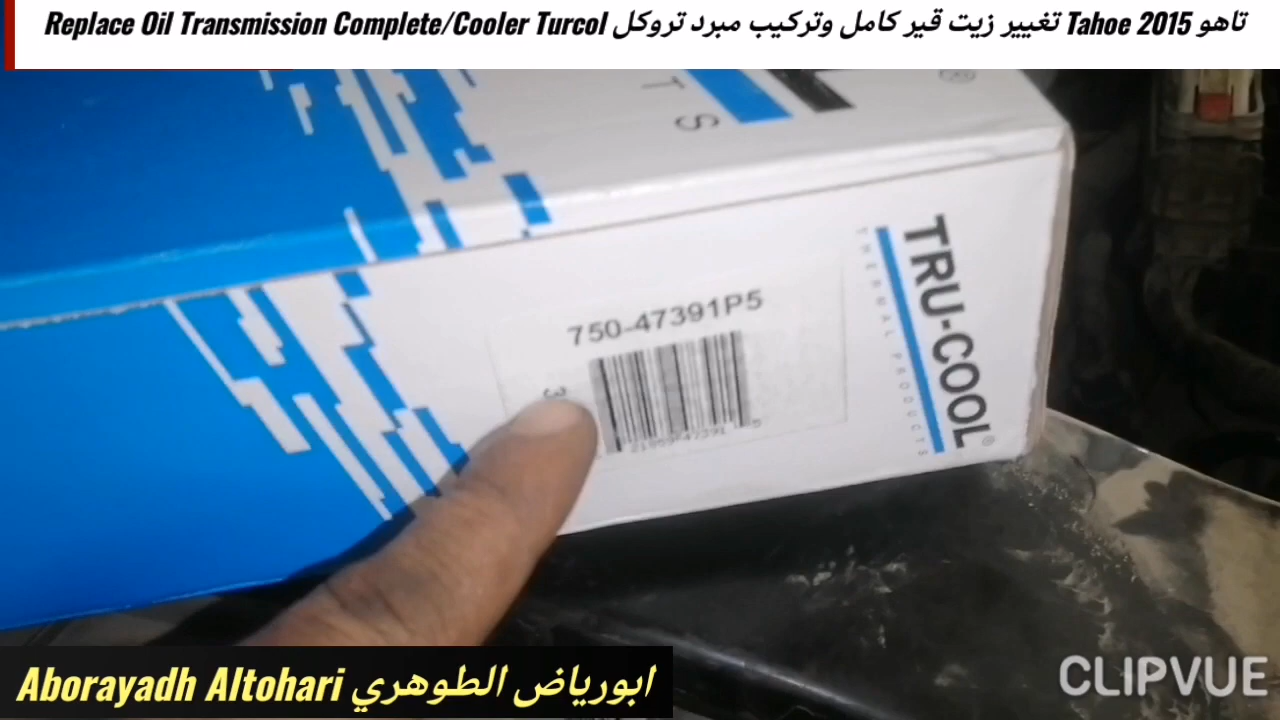 Replace Oil Transmission Complete/Cooler Turcol تاهو Tahoe 2015 تغيير زيت قير كامل وتركيب مبرد تروكل
T S
®
TRU-COOL®
THERMAL PRODUCTS
750-47391P5
3
ابورياض الطوهري Aborayadh Altohari
CLIPVUE